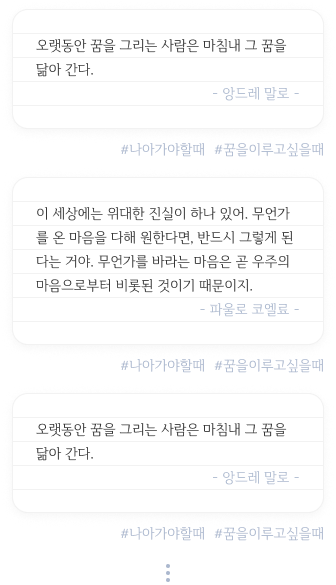 오랫동안 꿈을 그리는 사람은 마침내 그 꿈을
닮아 간다.
- 앙드레 말로 -
#나아가야할때 #꿈을이루고싶을때
이 세상에는 위대한 진실이 하나 있어. 무언가
를 온 마음을 다해 원한다면, 반드시 그렇게 된
다는 거야. 무언가를 바라는 마음은 곧 우주의
마음으로부터 비롯된 것이기 때문이지.
- 파울로 코엘료 -
#나아가야할때 #꿈을이루고싶을때
오랫동안 꿈을 그리는 사람은 마침내 그 꿈을
닮아 간다.
- 앙드레 말로 -
#나아가야할때 #꿈을이루고싶을때